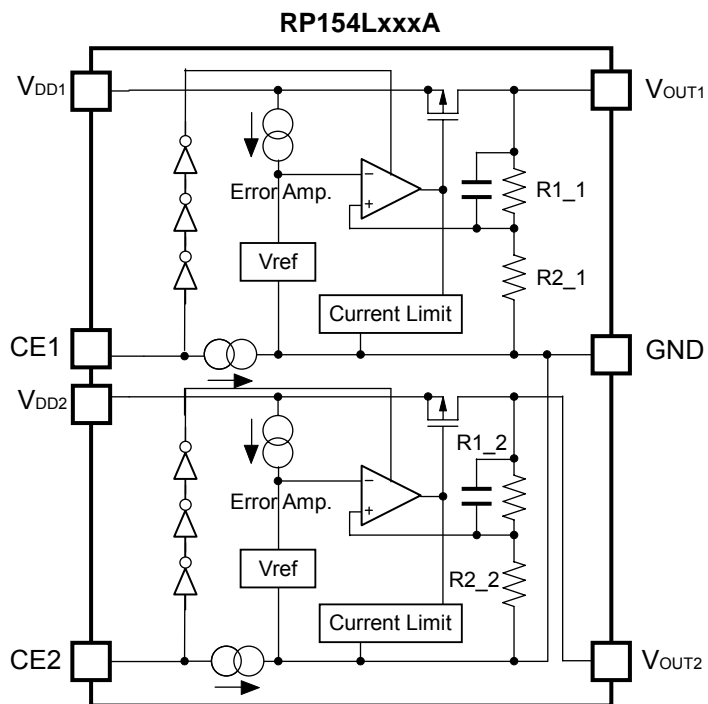 RP154LxxxA
VDD1
VOUT1
−
Error Amp.
+
R1_1
Vref
R2_1
Current Limit
CE1
GND
VDD2
R1_2
−
Error Amp.
+
Vref
R2_2
Current Limit
CE2
VOUT2